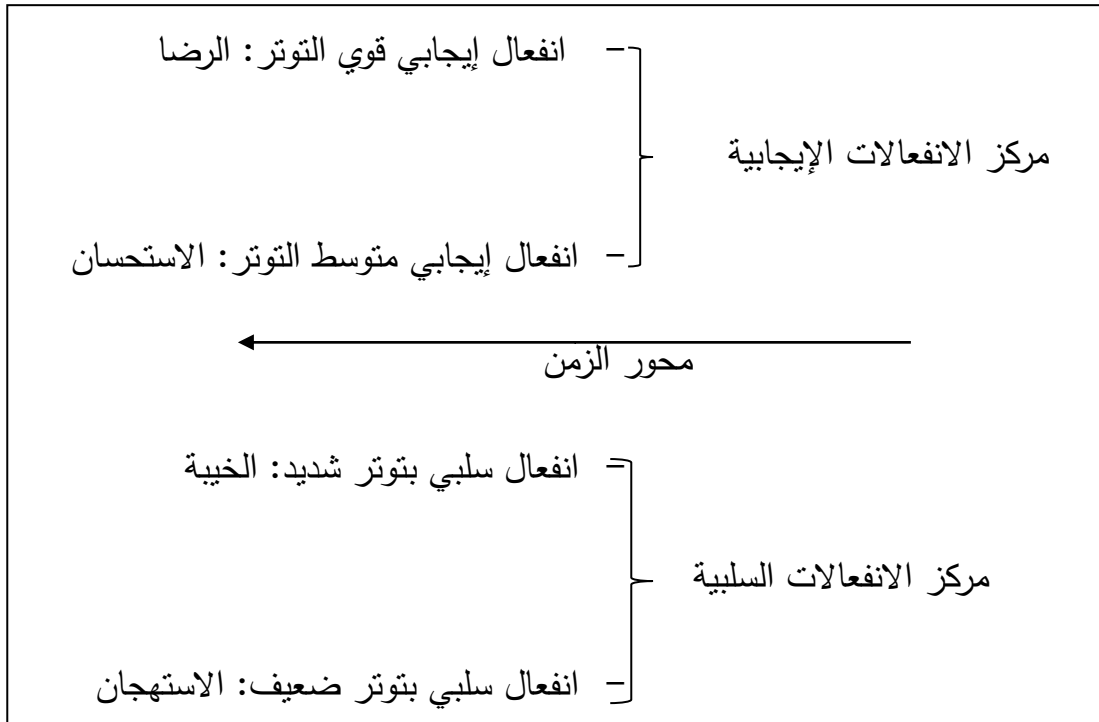 - انفعال إيجابي قوي التوتر: الرضا
مركز الانفعالات الإيجابية
- انفعال إيجابي متوسط التوتر: الاستحسان
محور الزمن
- انفعال سلبي بتوتر شديد: الخيبة
مركز الانفعالات السلبية
- انفعال سلبي بتوتر ضعيف: الاستهجان